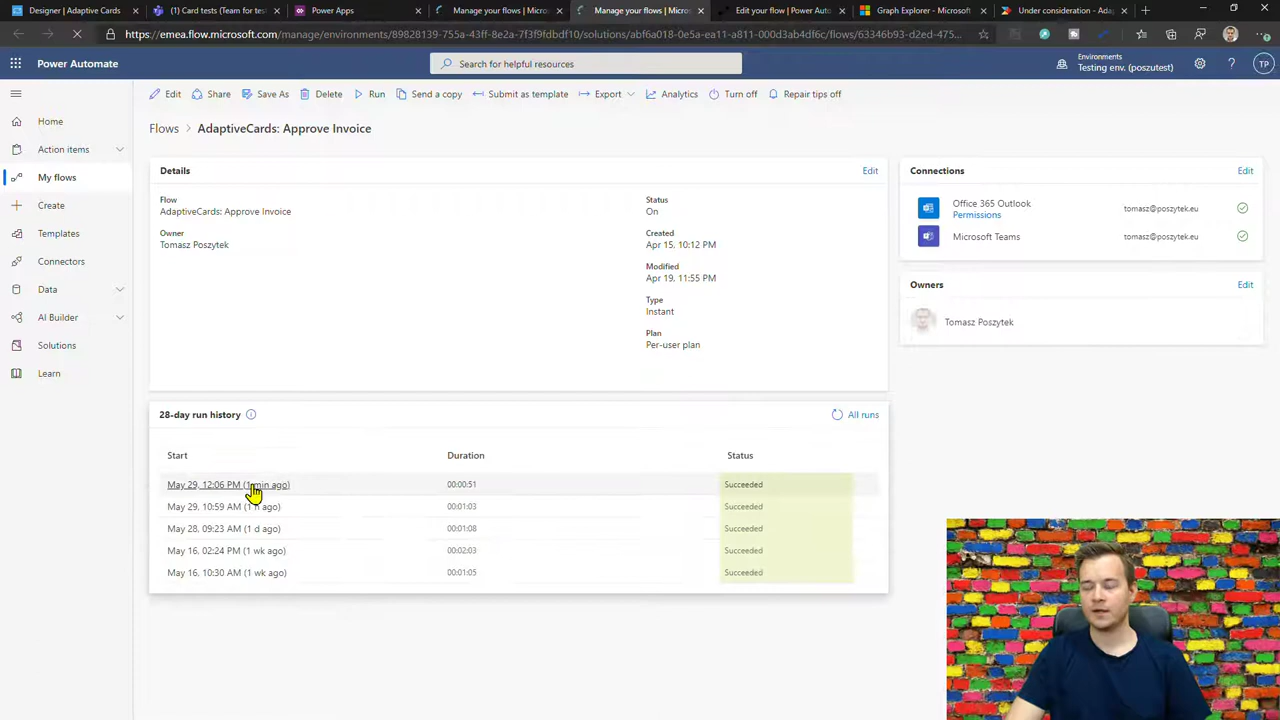 Designer | Adaptive Cards
(1) Card tests (Team for test
Power Apps
Manage your flows | Micros
Manage your flows | Micros
Edit your flow | Power Auto
Graph Explorer - Microsoft
Under consideration - Adap
https://emea.flow.microsoft.com/manage/environments/89828139-755a-43ff-8e2a-7f3f9fdbdf10/solutions/abf6a018-0e5a-ea11-a811-000d3ab4df6c/flows/63346b93-d2ed-475...
Power Automate
Search for helpful resources
Environments
Testing env. (poszutest)
TP
Edit
Share
Save As
Delete
Run
Send a copy
Submit as template
Export
Analytics
Turn off
Repair tips off
Home
Action items
My flows
Create
Templates
Connectors
Data
AI Builder
Solutions
Learn
Flows > AdaptiveCards: Approve Invoice
Details
Edit
Flow
AdaptiveCards: Approve Invoice
Owner
Tomasz Poszytek
Status
On
Created
Apr 15, 10:12 PM
Modified
Apr 19, 11:55 PM
Type
Instant
Plan
Per-user plan
Connections
Edit
Office 365 Outlook
Permissions
tomasz@poszytek.eu
Microsoft Teams
tomasz@poszytek.eu
Owners
Edit
Tomasz Poszytek
28-day run history
All runs
Start Duration Status
May 29, 12:06 PM (1 min ago) 00:00:51 Succeeded
May 29, 10:59 AM (1 h ago) 00:01:03 Succeeded
May 28, 09:23 AM (1 d ago) 00:01:08 Succeeded
May 16, 02:24 PM (1 wk ago) 00:02:03 Succeeded
May 16, 10:30 AM (1 wk ago) 00:01:05 Succeeded